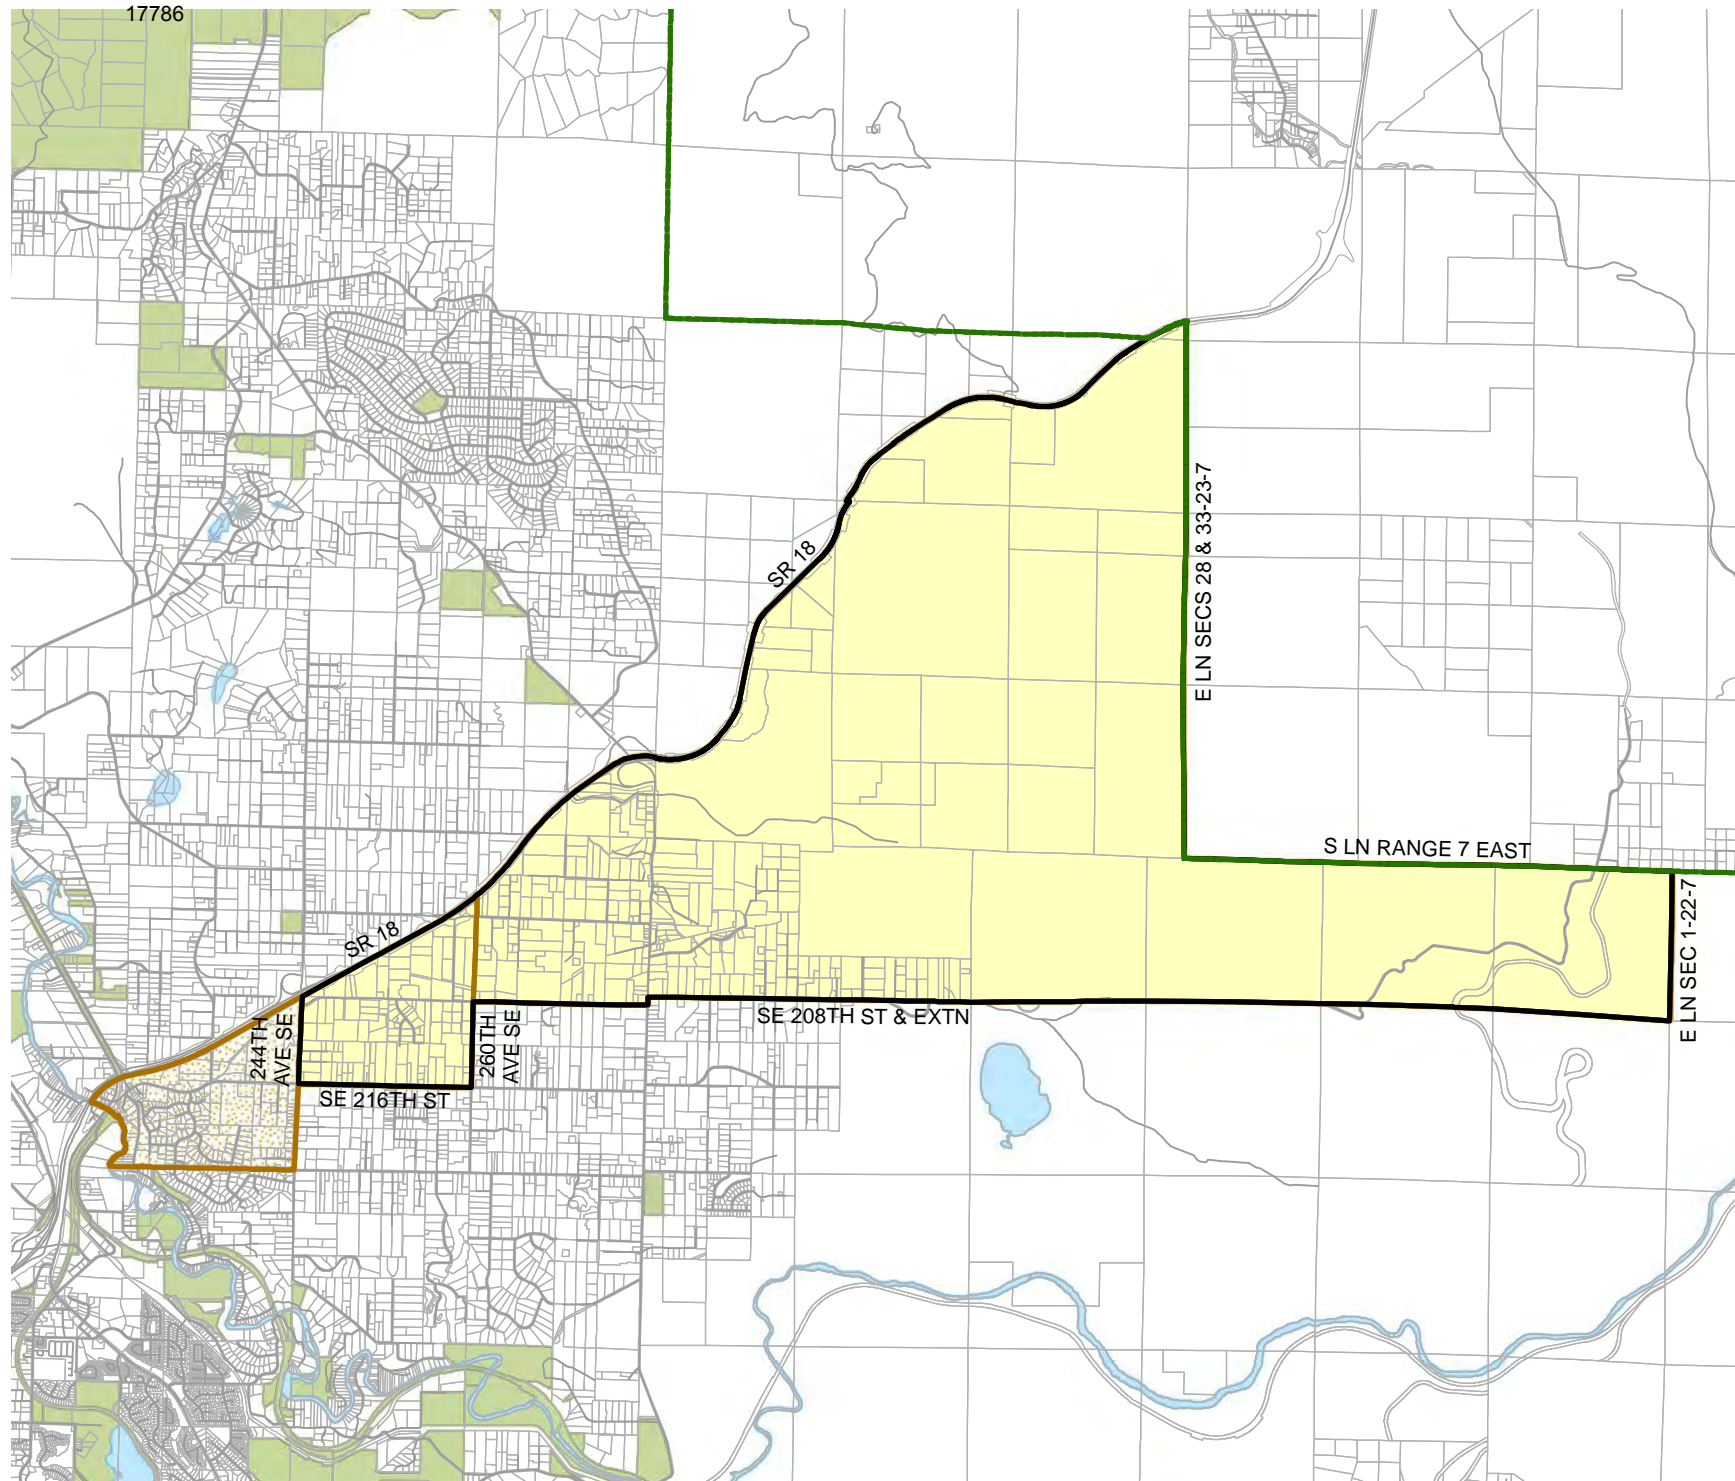 17786
SR 18
E LN SECS 28 & 33-23-7
S LN RANGE 7 EAST
SR 18
E LN SEC 1-22-7
SE 208TH ST & EXTN
244TH
AVE SE
260TH
AVE SE
SE 216TH ST